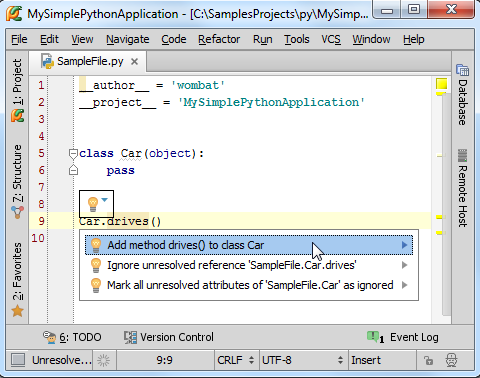 MySimplePythonApplication - [C:\SamplesProjects\py\MySimp
File Edit View Navigate Code Refactor Run Tools VCS Window Help
SampleFile.py
1: Project
Z: Structure
2: Favorites
1 __author__ = 'wombat'
2 __project__ = 'MySimplePythonApplication'
3
4
5 class Car(object):
6 pass
7
8
9 Car.drives()
10
Add method drives() to class Car
Ignore unresolved reference 'SampleFile.Car.drives'
Mark all unresolved attributes of 'SampleFile.Car' as ignored
Database
Remote Host
6: TODO Version Control 1 Event Log
Unresolve... 9:9 CRLF UTF-8 Insert